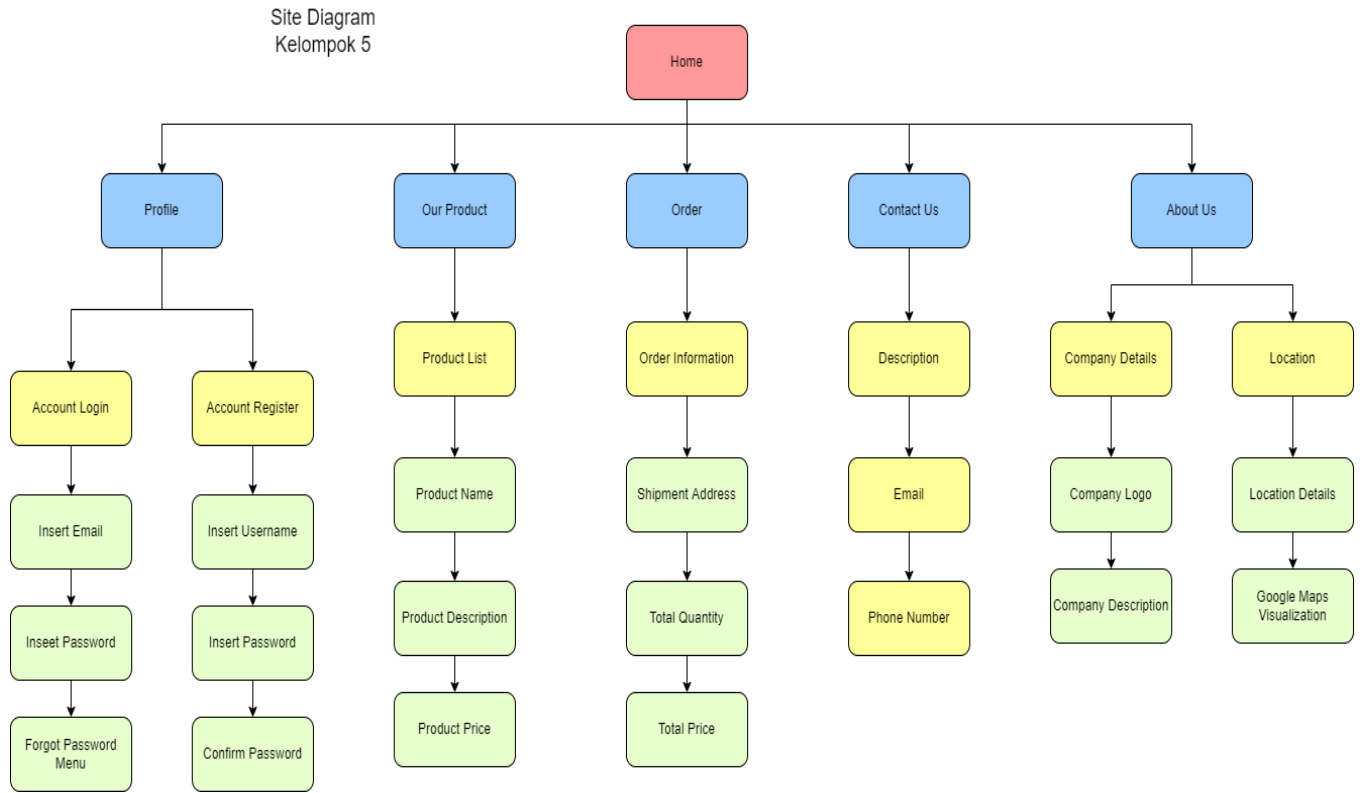 Site Diagram
Kelompok 5
Home
Profile
Our Product
Order
Contact Us
About Us
Product List
Order Information
Description
Company Details
Location
Account Login
Account Register
Product Name
Shipment Address
Email
Company Logo
Location Details
Insert Email
Insert Username
Product Description
Total Quantity
Phone Number
Company Description
Google Maps
Visualization
Inseet Password
Insert Password
Product Price
Total Price
Forgot Password
Menu
Confirm Password